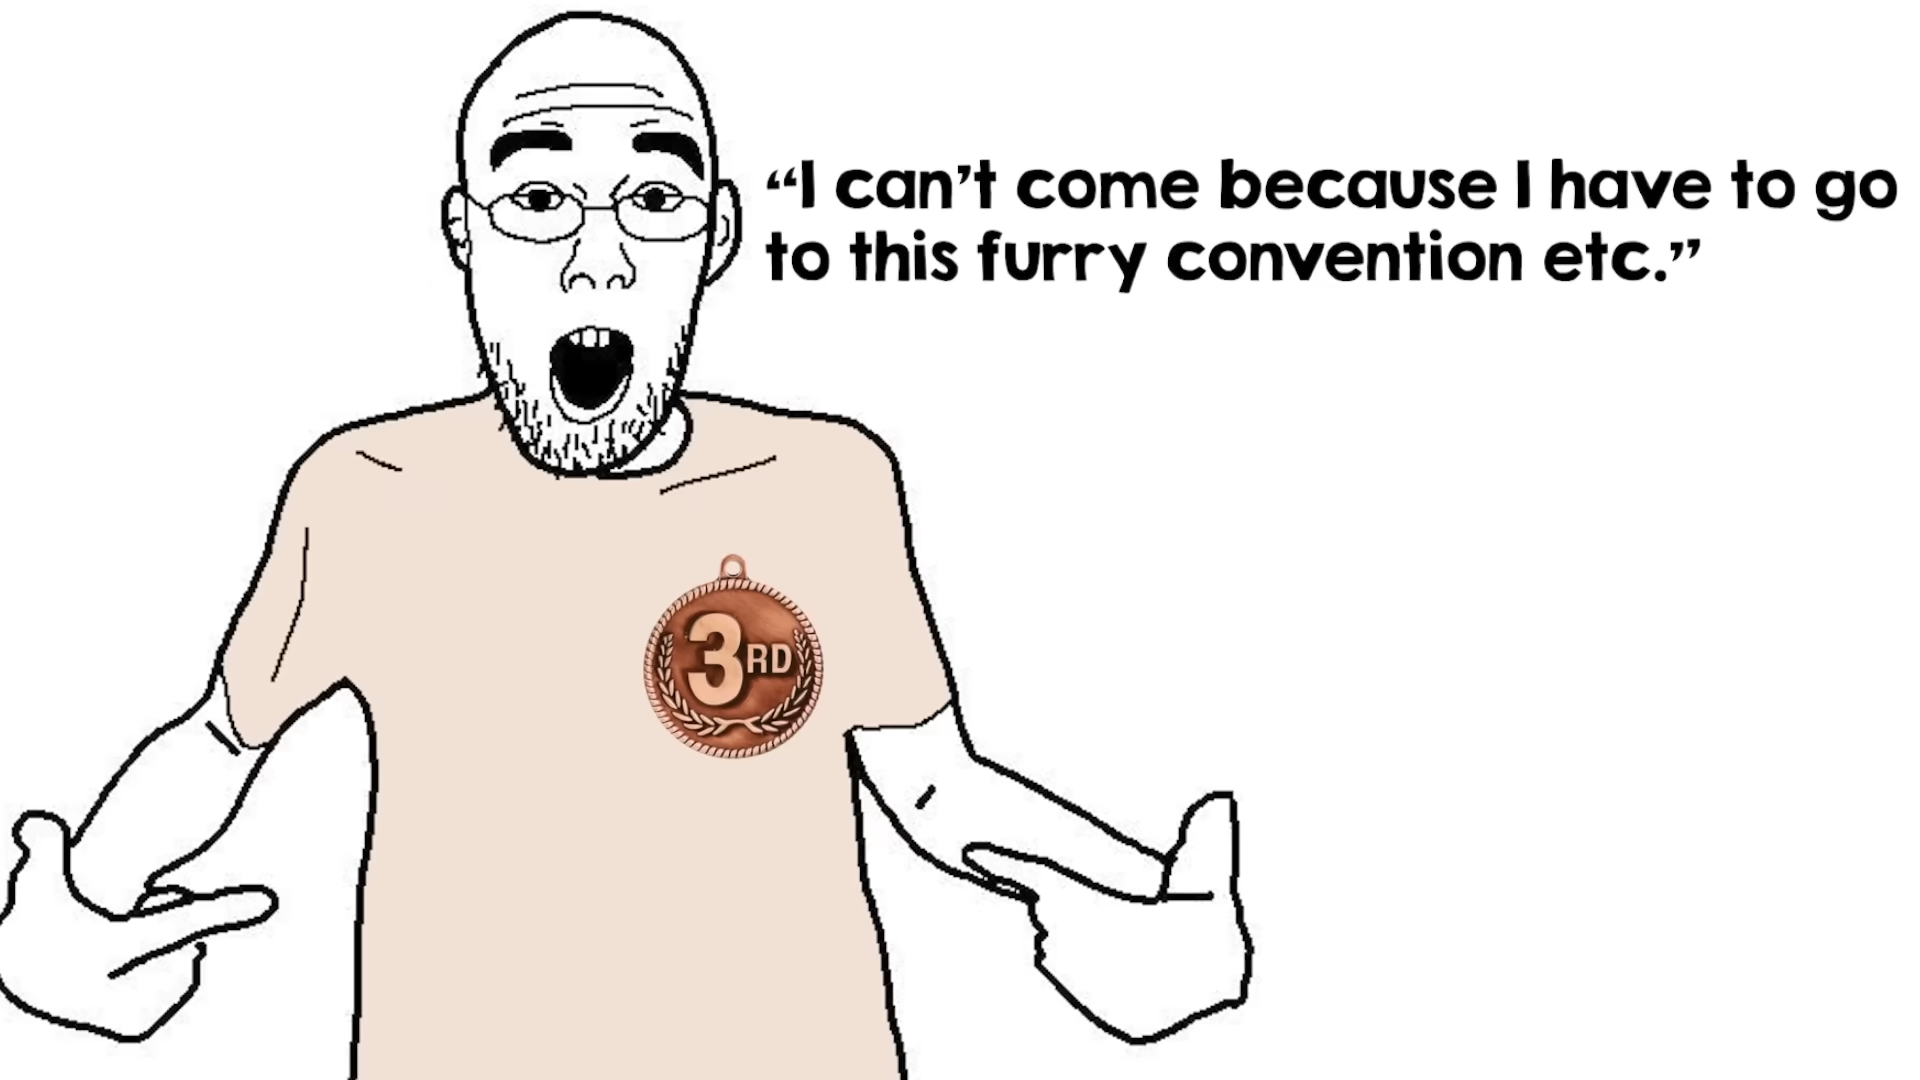 “I can’t come because I have to go
to this furry convention etc.”
3RD